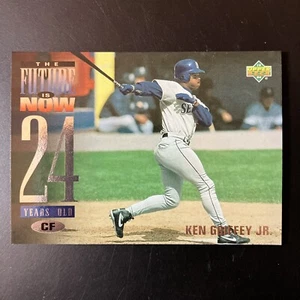 THE
FUTURE
IS
NOW
24
YEARS OLD
CF
KEN GRIFFEY JR.